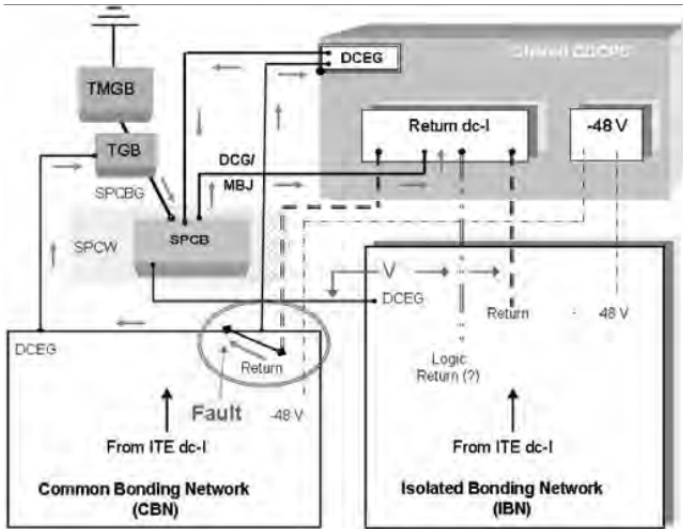 DCEG
TMGB
TGB
Return dc-I
-48 V
DCG/
MBJ
SPCBG
SPCW
SPCB
V
DCEG
DCEG
Return
Return
- 48 V
Logic
Return (?)
Fault
-48 V
From ITE dc-I
From ITE dc-I
Common Bonding Network
(CBN)
Isolated Bonding Network
(IBN)